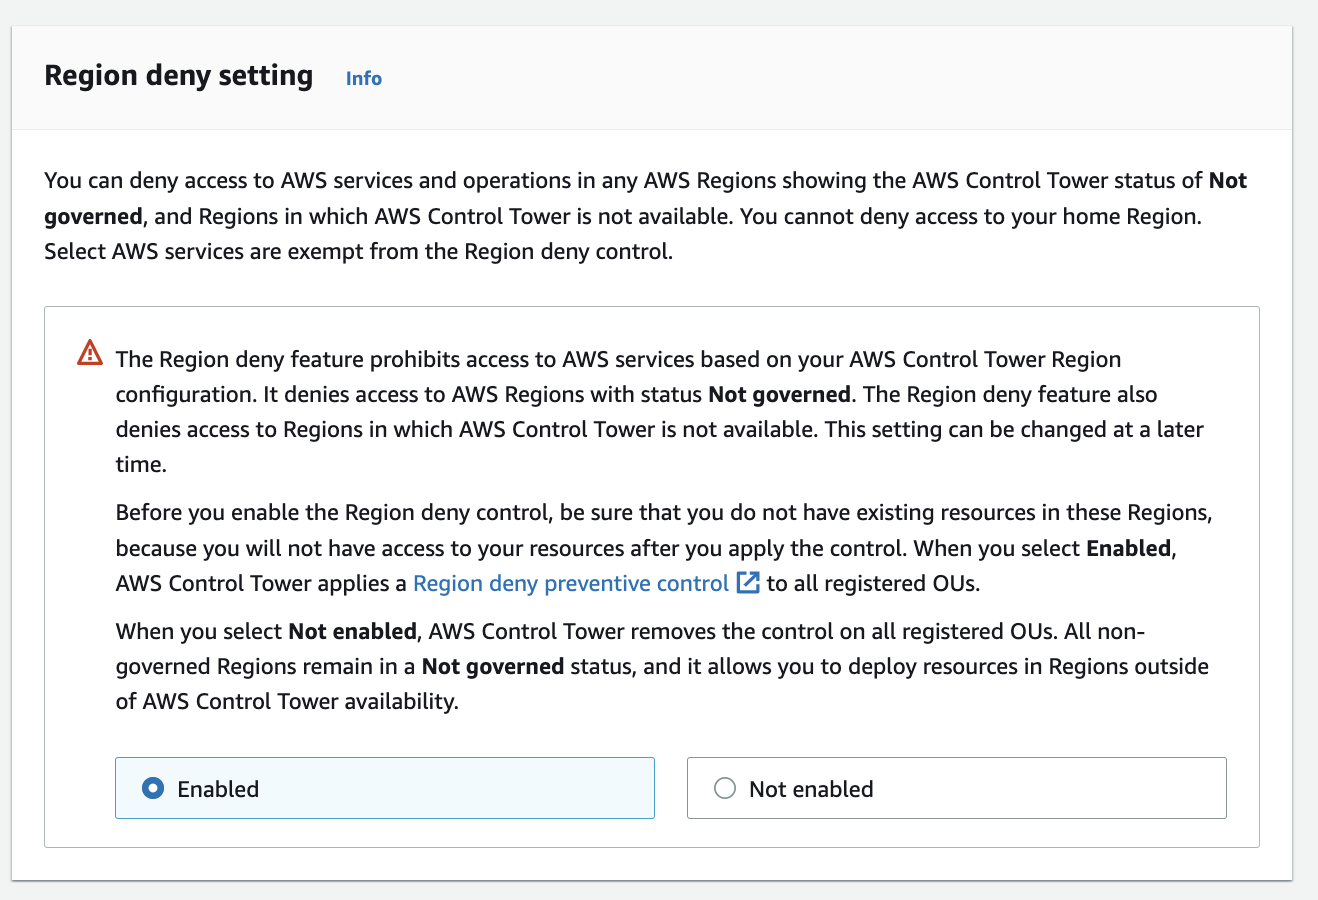 Region deny setting Info
You can deny access to AWS services and operations in any AWS Regions showing the AWS Control Tower status of Not
governed, and Regions in which AWS Control Tower is not available. You cannot deny access to your home Region.
Select AWS services are exempt from the Region deny control.
The Region deny feature prohibits access to AWS services based on your AWS Control Tower Region
configuration. It denies access to AWS Regions with status Not governed. The Region deny feature also
denies access to Regions in which AWS Control Tower is not available. This setting can be changed at a later
time.
Before you enable the Region deny control, be sure that you do not have existing resources in these Regions,
because you will not have access to your resources after you apply the control. When you select Enabled,
AWS Control Tower applies a Region deny preventive control to all registered OUs.
When you select Not enabled, AWS Control Tower removes the control on all registered OUs. All non-
governed Regions remain in a Not governed status, and it allows you to deploy resources in Regions outside
of AWS Control Tower availability.
Enabled Not enabled